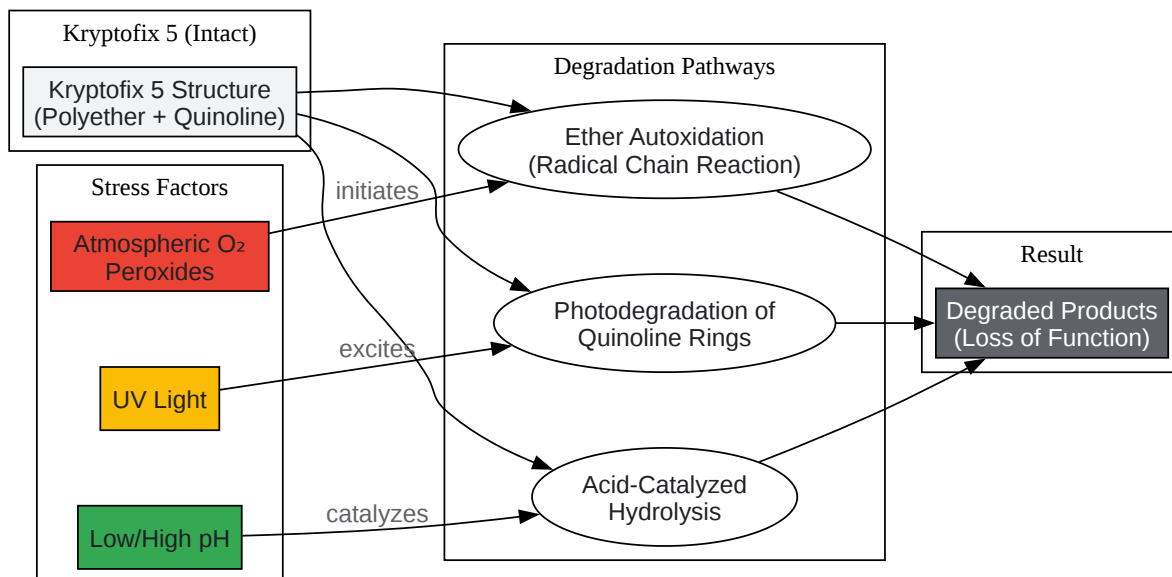 Kryptofix 5 (Intact)
Kryptofix 5 Structure
(Polyether + Quinoline)
Stress Factors
Atmospheric O₂
Peroxides
UV Light
Low/High pH
initiates
excites
catalyzes
Degradation Pathways
Ether Autoxidation
(Radical Chain Reaction)
Photodegradation of
Quinoline Rings
Acid-Catalyzed
Hydrolysis
Result
Degraded Products
(Loss of Function)